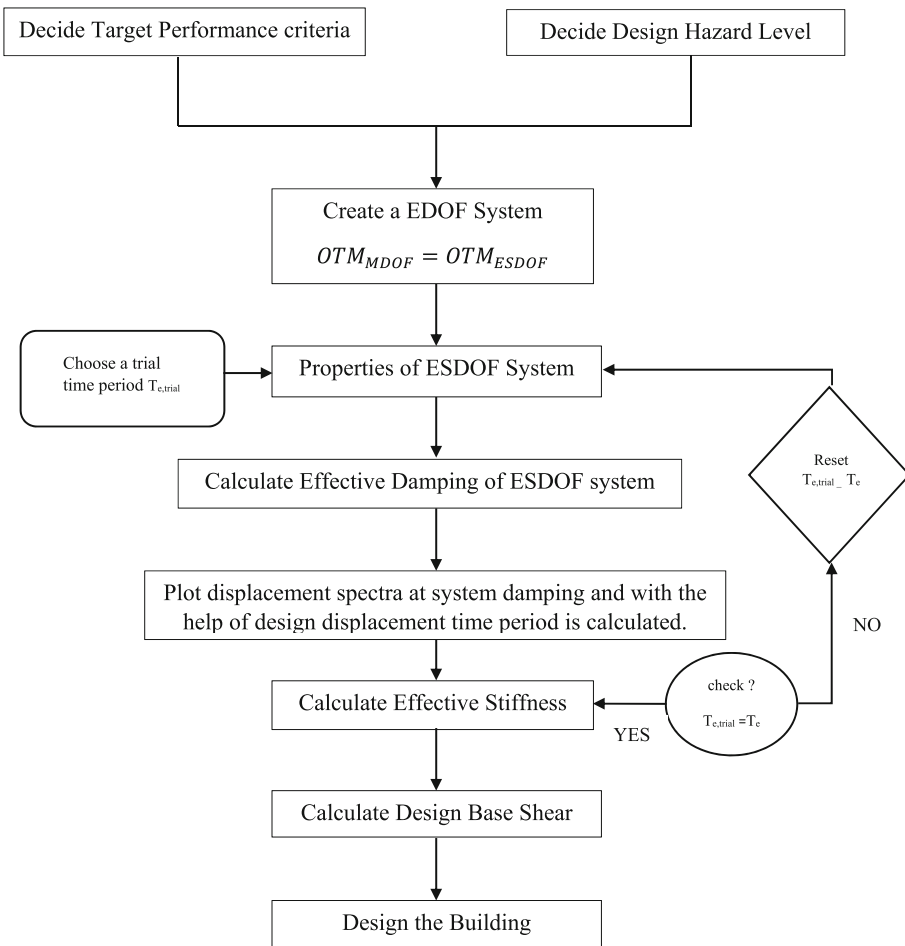 Decide Target Performance criteria
Decide Design Hazard Level
Create a EDOF System
OTM_MDOF = OTM_ESDOF
Choose a trial
time period T_e,trial
Properties of ESDOF System
Reset
T_e,trial _ T_e
Calculate Effective Damping of ESDOF system
Plot displacement spectra at system damping and with the
help of design displacement time period is calculated.
NO
check ?
T_e,trial =T_e
Calculate Effective Stiffness
YES
Calculate Design Base Shear
Design the Building